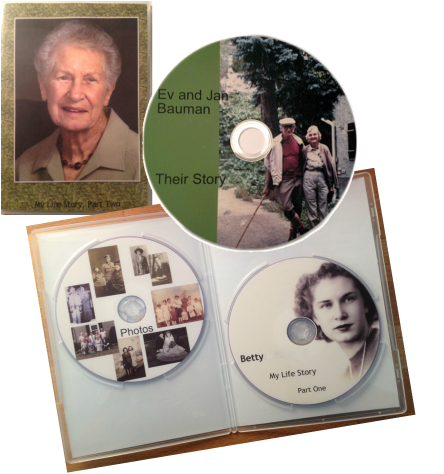 My Life Story, Part Two
Ev and Jan
Bauman
Their Story
Photos
Betty
My Life Story
Part One